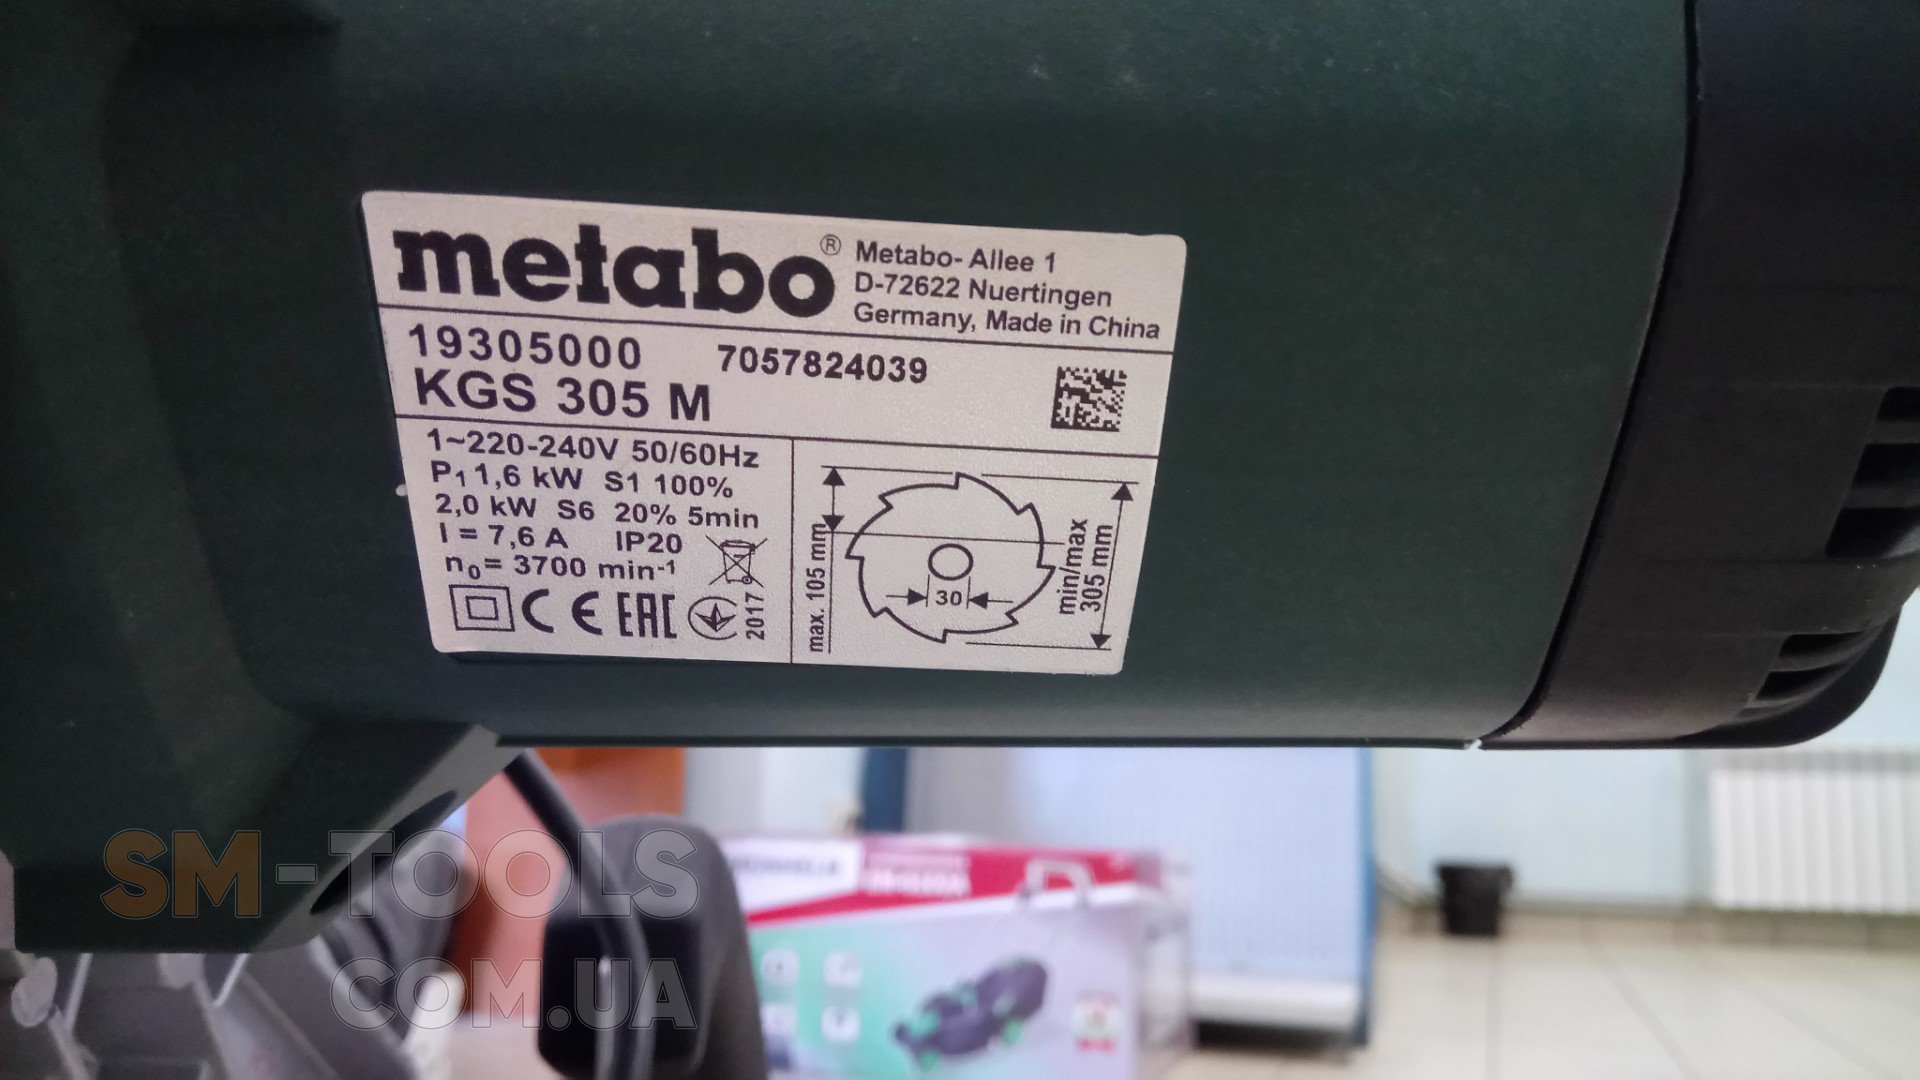 metabo®
Metabo- Allee 1
D-72622 Nuertingen
Germany, Made in China
19305000
7057824039
KGS 305 M
1~220-240V 50/60Hz
P1 1,6 kW S1 100%
2,0 kW S6 20% 5min
I = 7,6 A IP20
n0= 3700 min-1
CE EAC
2017
max. 105 mm
30
min/max
305 mm
SM-TOOLS
COM.UA